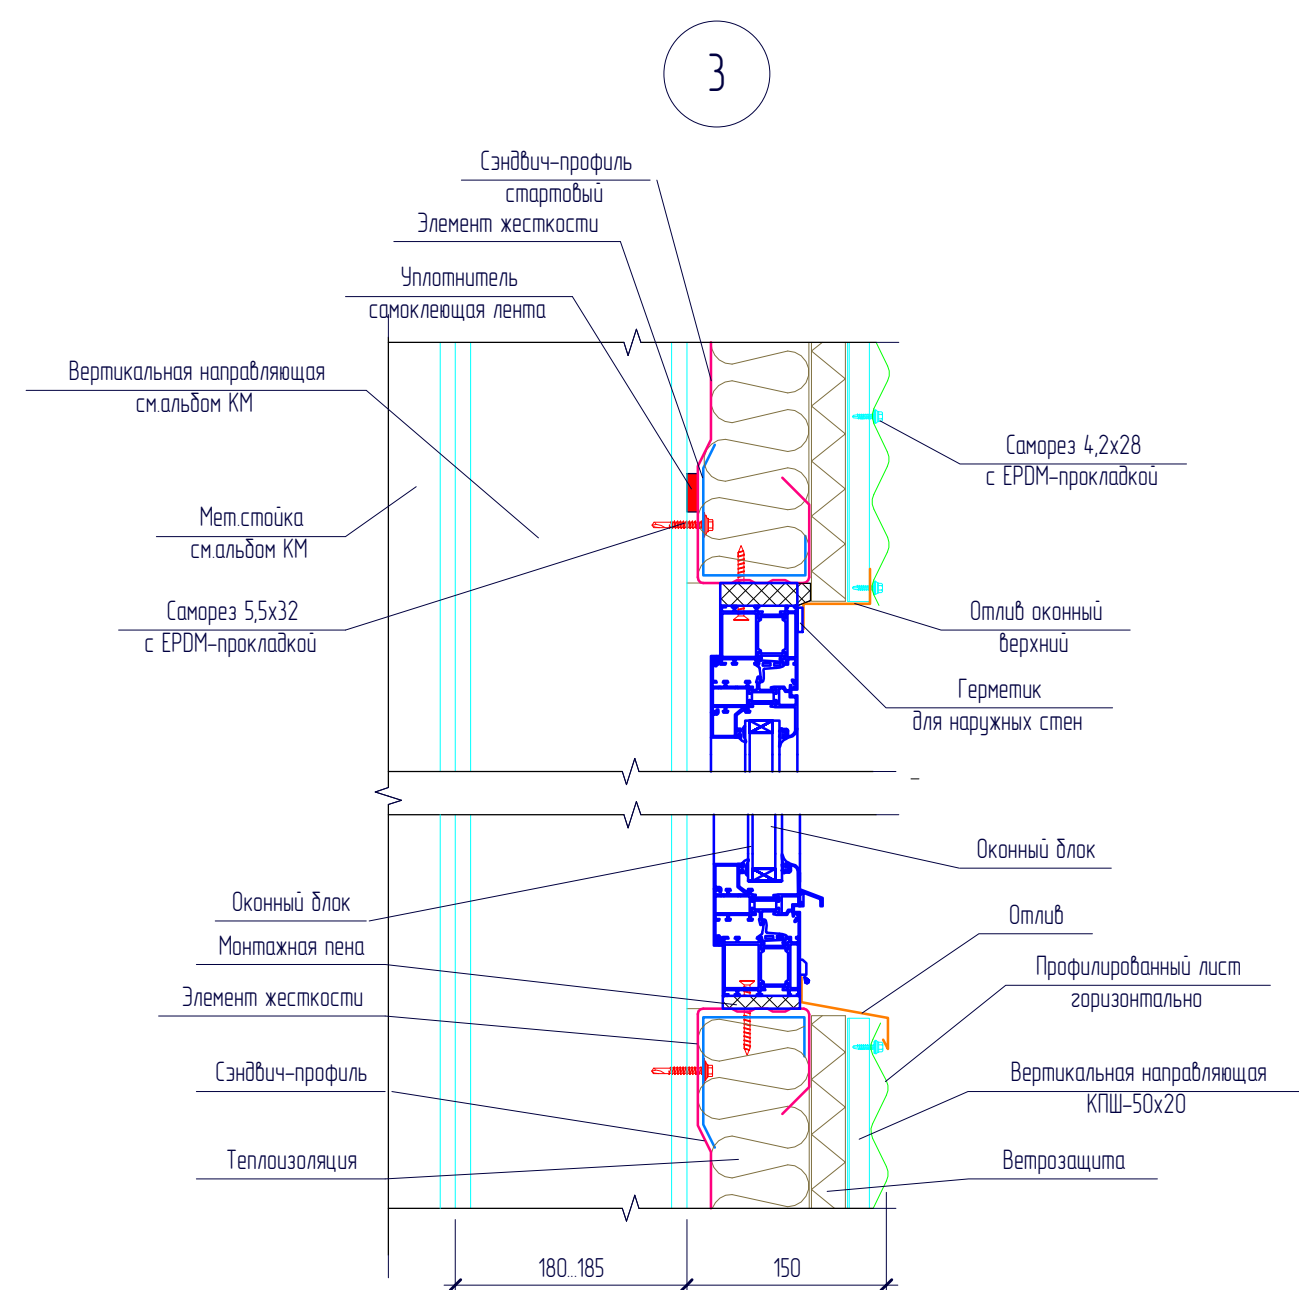 3
Сэндвич-профиль
стартовый
Элемент жесткости
Уплотнитель
самоклеющая лента
Вертикальная направляющая
см.альбом КМ
Мет.стойка
см.альбом КМ
Саморез 5,5х32
с EPDM-прокладкой
Саморез 4,2х28
с EPDM-прокладкой
Отлив оконный
верхний
Герметик
для наружных стен
Оконный блок
Отлив
Профилированный лист
горизонтально
Вертикальная направляющая
КПШ-50х20
Ветрозащита
Оконный блок
Монтажная пена
Элемент жесткости
Сэндвич-профиль
Теплоизоляция
180...185
150